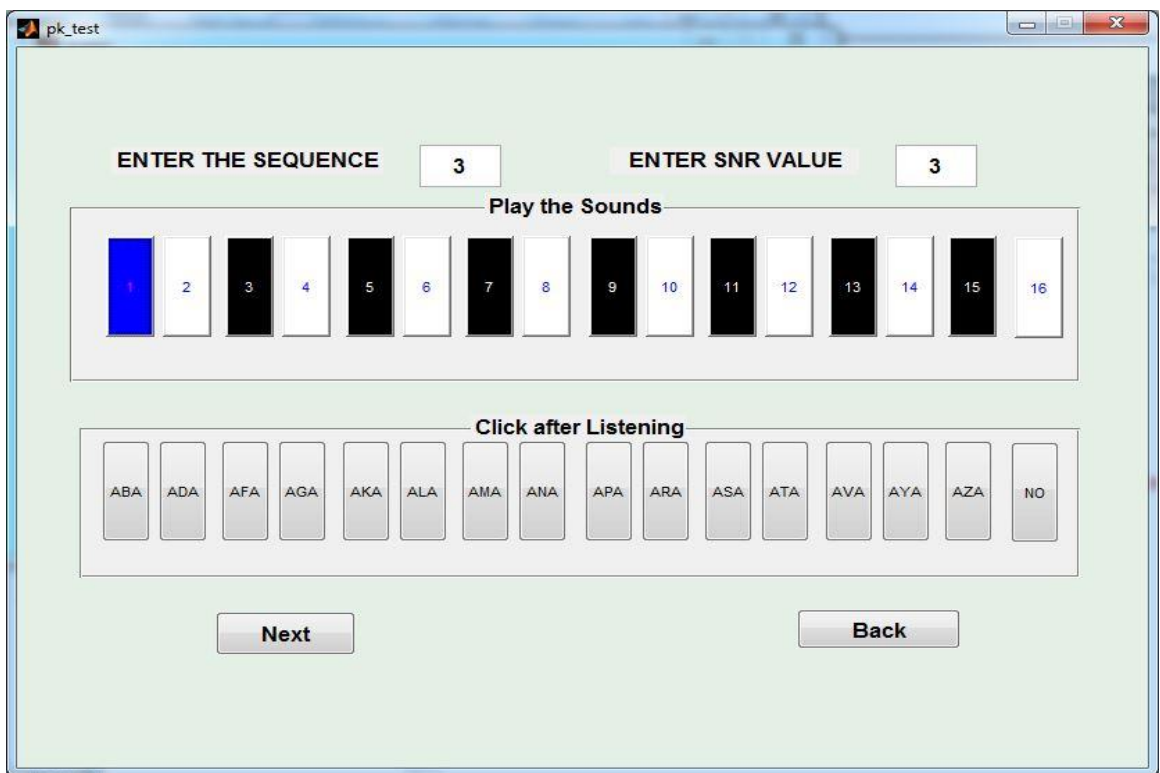 pk_test
ENTER THE SEQUENCE 3 ENTER SNR VALUE 3
Play the Sounds
1 2 3 4 5 6 7 8 9 10 11 12 13 14 15 16
Click after Listening
ABA ADA AFA AGA AKA ALA AMA ANA APA ARA ASA ATA AVA AYA AZA NO
Next Back